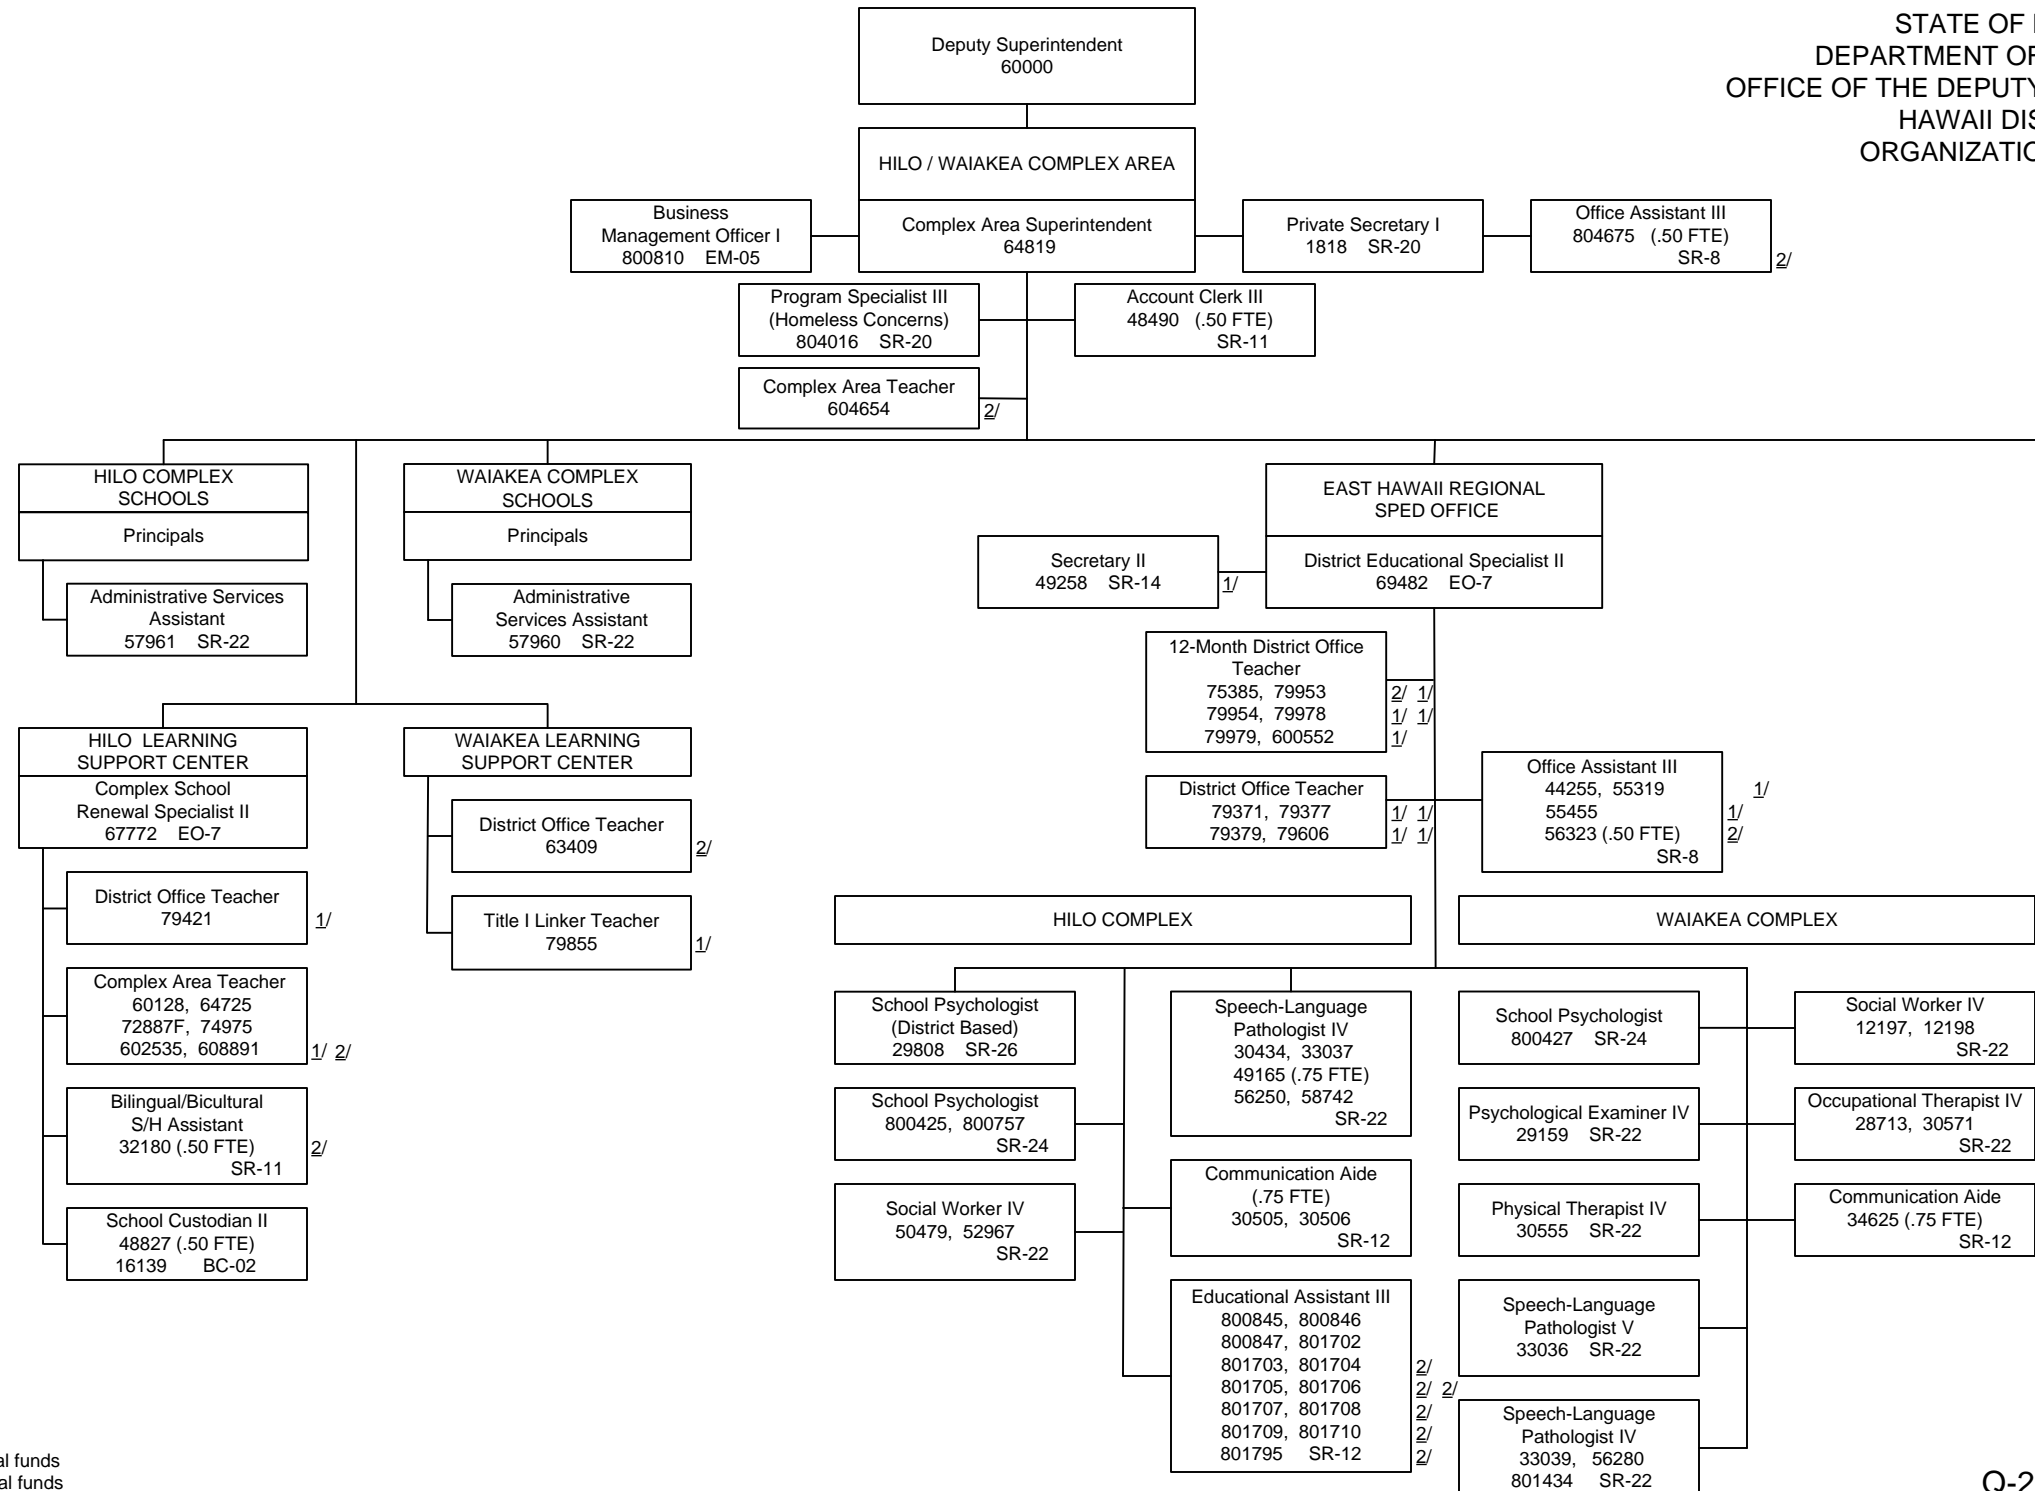 STATE OF
DEPARTMENT OF
OFFICE OF THE DEPUTY
HAWAII DIS
ORGANIZATIO
Deputy Superintendent
60000
HILO / WAIAKEA COMPLEX AREA
Complex Area Superintendent
64819
Business
Management Officer I
800810 EM-05
Private Secretary I
1818 SR-20
Office Assistant III
804675 (.50 FTE)
SR-8 2/
Program Specialist III
(Homeless Concerns)
804016 SR-20
Account Clerk III
48490 (.50 FTE)
SR-11
Complex Area Teacher
604654 2/
HILO COMPLEX
SCHOOLS
Principals
Administrative Services
Assistant
57961 SR-22
WAIAKEA COMPLEX
SCHOOLS
Principals
Administrative
Services Assistant
57960 SR-22
HILO LEARNING
SUPPORT CENTER
Complex School
Renewal Specialist II
67772 EO-7
District Office Teacher
79421 1/
Complex Area Teacher
60128, 64725
72887F, 74975
602535, 608891 1/ 2/
Bilingual/Bicultural
S/H Assistant
32180 (.50 FTE) 2/
SR-11
School Custodian II
48827 (.50 FTE)
16139 BC-02
WAIAKEA LEARNING
SUPPORT CENTER
District Office Teacher
63409 2/
Title I Linker Teacher
79855 1/
EAST HAWAII REGIONAL
SPED OFFICE
District Educational Specialist II
69482 EO-7
Secretary II
49258 SR-14 1/
12-Month District Office
Teacher
75385, 79953 2/ 1/
79954, 79978 1/ 1/
79979, 600552 1/
District Office Teacher
79371, 79377 1/ 1/
79379, 79606 1/ 1/
Office Assistant III
44255, 55319 1/
55455 1/
56323 (.50 FTE) 2/
SR-8
HILO COMPLEX
School Psychologist
(District Based)
29808 SR-26
School Psychologist
800425, 800757
SR-24
Social Worker IV
50479, 52967
SR-22
Speech-Language
Pathologist IV
30434, 33037
49165 (.75 FTE)
56250, 58742
SR-22
Communication Aide
(.75 FTE)
30505, 30506
SR-12
Educational Assistant III
800845, 800846
800847, 801702
801703, 801704 2/
801705, 801706 2/ 2/
801707, 801708 2/
801709, 801710 2/
801795 SR-12 2/
WAIAKEA COMPLEX
School Psychologist
800427 SR-24
Psychological Examiner IV
29159 SR-22
Physical Therapist IV
30555 SR-22
Speech-Language
Pathologist V
33036 SR-22
Speech-Language
Pathologist IV
33039, 56280
801434 SR-22
Social Worker IV
12197, 12198
SR-22
Occupational Therapist IV
28713, 30571
SR-22
Communication Aide
34625 (.75 FTE)
SR-12
al funds
al funds
O-2